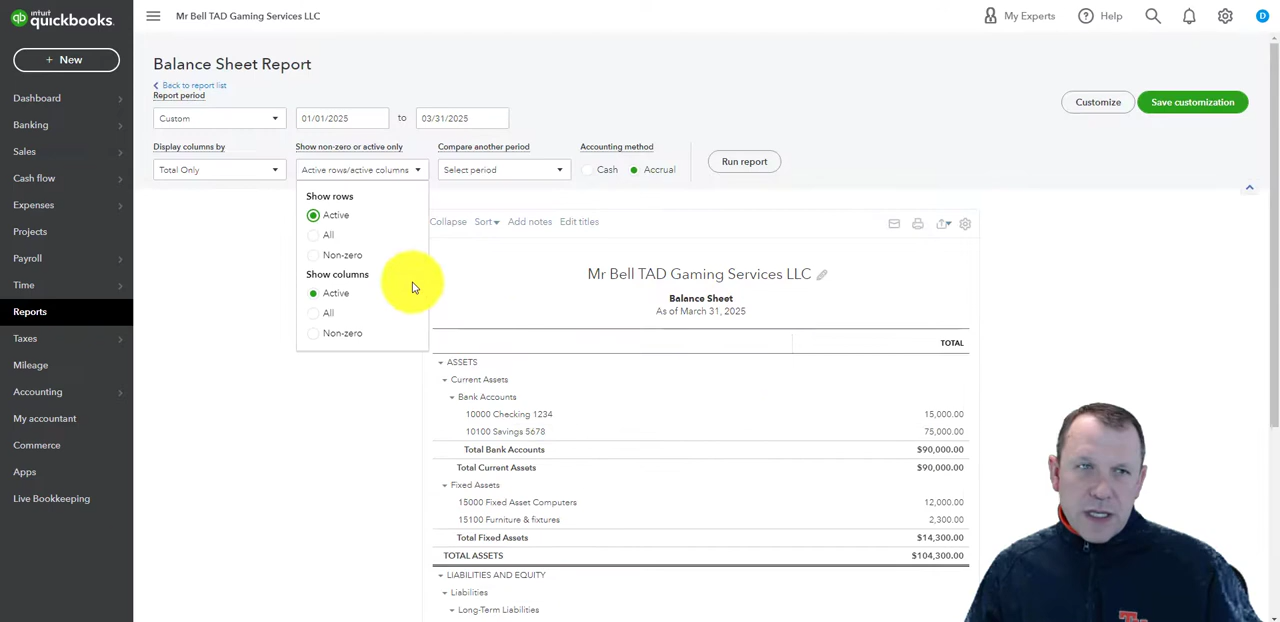 intuit
qb quickbooks.
Mr Bell TAD Gaming Services LLC
My Experts
Help
D
+ New
Dashboard
Banking
Sales
Cash flow
Expenses
Projects
Payroll
Time
Reports
Taxes
Mileage
Accounting
My accountant
Commerce
Apps
Live Bookkeeping
Balance Sheet Report
Back to report list
Report period
Custom
01/01/2025 to 03/31/2025
Customize
Save customization
Display columns by
Total Only
Show non-zero or active only
Active rows/active columns
Compare another period
Select period
Accounting method
Cash Accrual
Run report
Show rows
Active
All
Non-zero
Show columns
Active
All
Non-zero
Collapse Sort Add notes Edit titles
Mr Bell TAD Gaming Services LLC
Balance Sheet
As of March 31, 2025
TOTAL
ASSETS
Current Assets
Bank Accounts
10000 Checking 1234 15,000.00
10100 Savings 5678 75,000.00
Total Bank Accounts $90,000.00
Total Current Assets $90,000.00
Fixed Assets
15000 Fixed Asset Computers 12,000.00
15100 Furniture & fixtures 2,300.00
Total Fixed Assets $14,300.00
TOTAL ASSETS $104,300.00
LIABILITIES AND EQUITY
Liabilities
Long-Term Liabilities